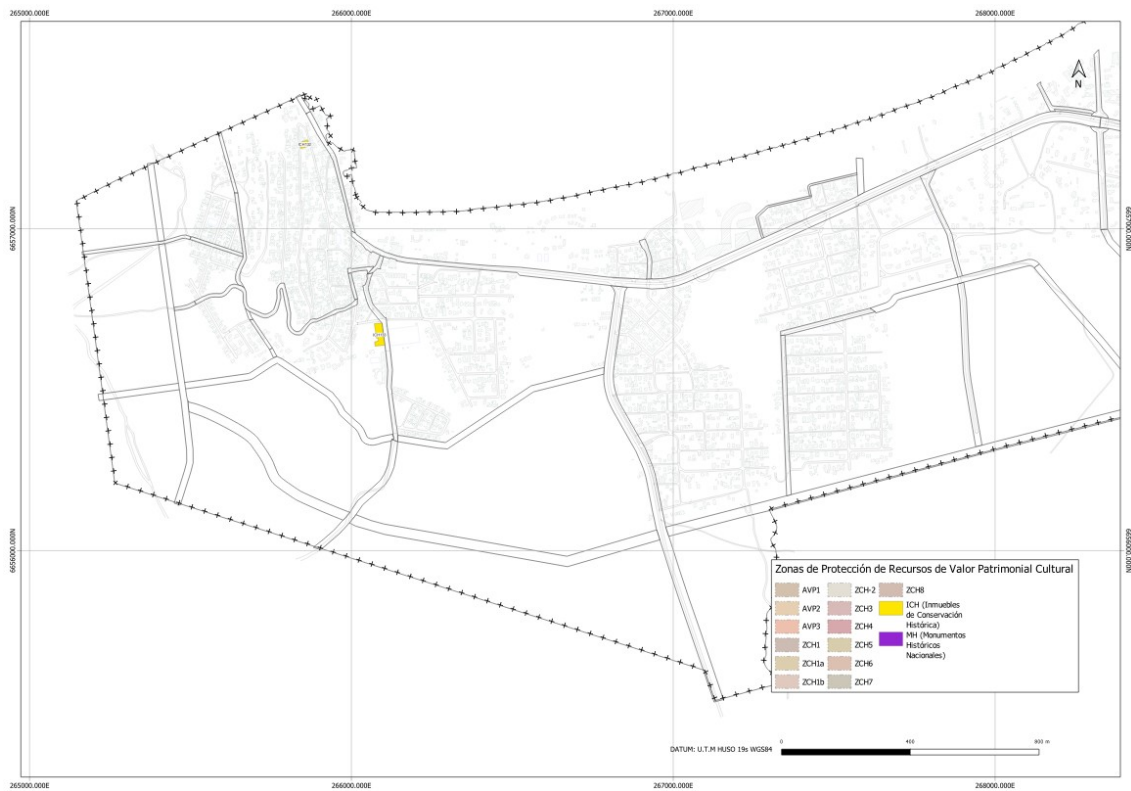 265000.000E 266000.000E 267000.000E 268000.000E
N
6657000.000N 6657000.000N
6656000.000N 6656000.000N
Zonas de Protección de Recursos de Valor Patrimonial Cultural
AVP1 ZCH-2 ZCH8
AVP2 ZCH3 ICH (Inmuebles
de Conservación
Histórica)
AVP3 ZCH4 MH (Monumentos
Históricos
Nacionales)
ZCH1 ZCH5
ZCH1a ZCH6
ZCH1b ZCH7
DATUM: U.T.M HUSO 19s WGS84
0 400 800 m
265000.000E 266000.000E 267000.000E 268000.000E